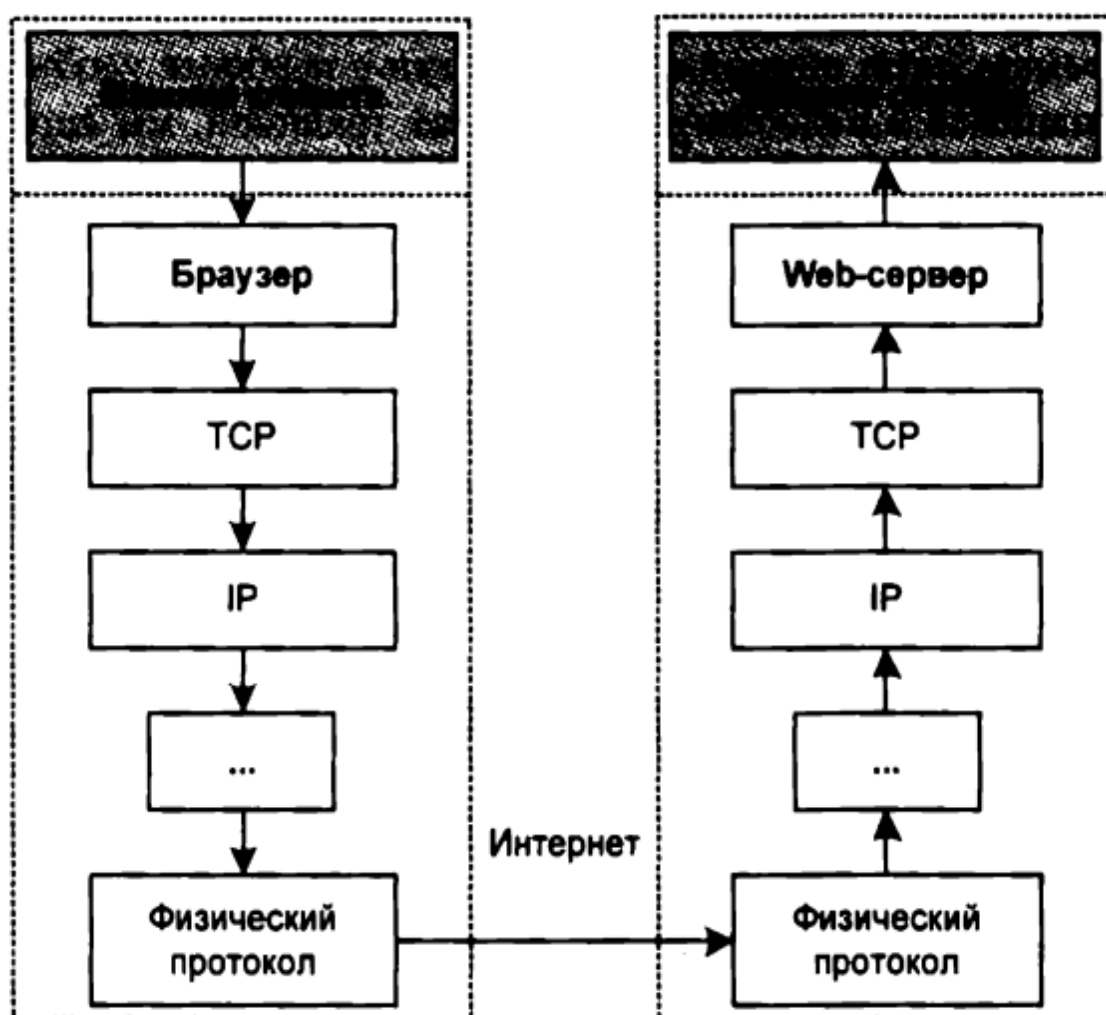 Браузер
TCP
IP
...
Физический
протокол
Интернет
Web-сервер
TCP
IP
...
Физический
протокол